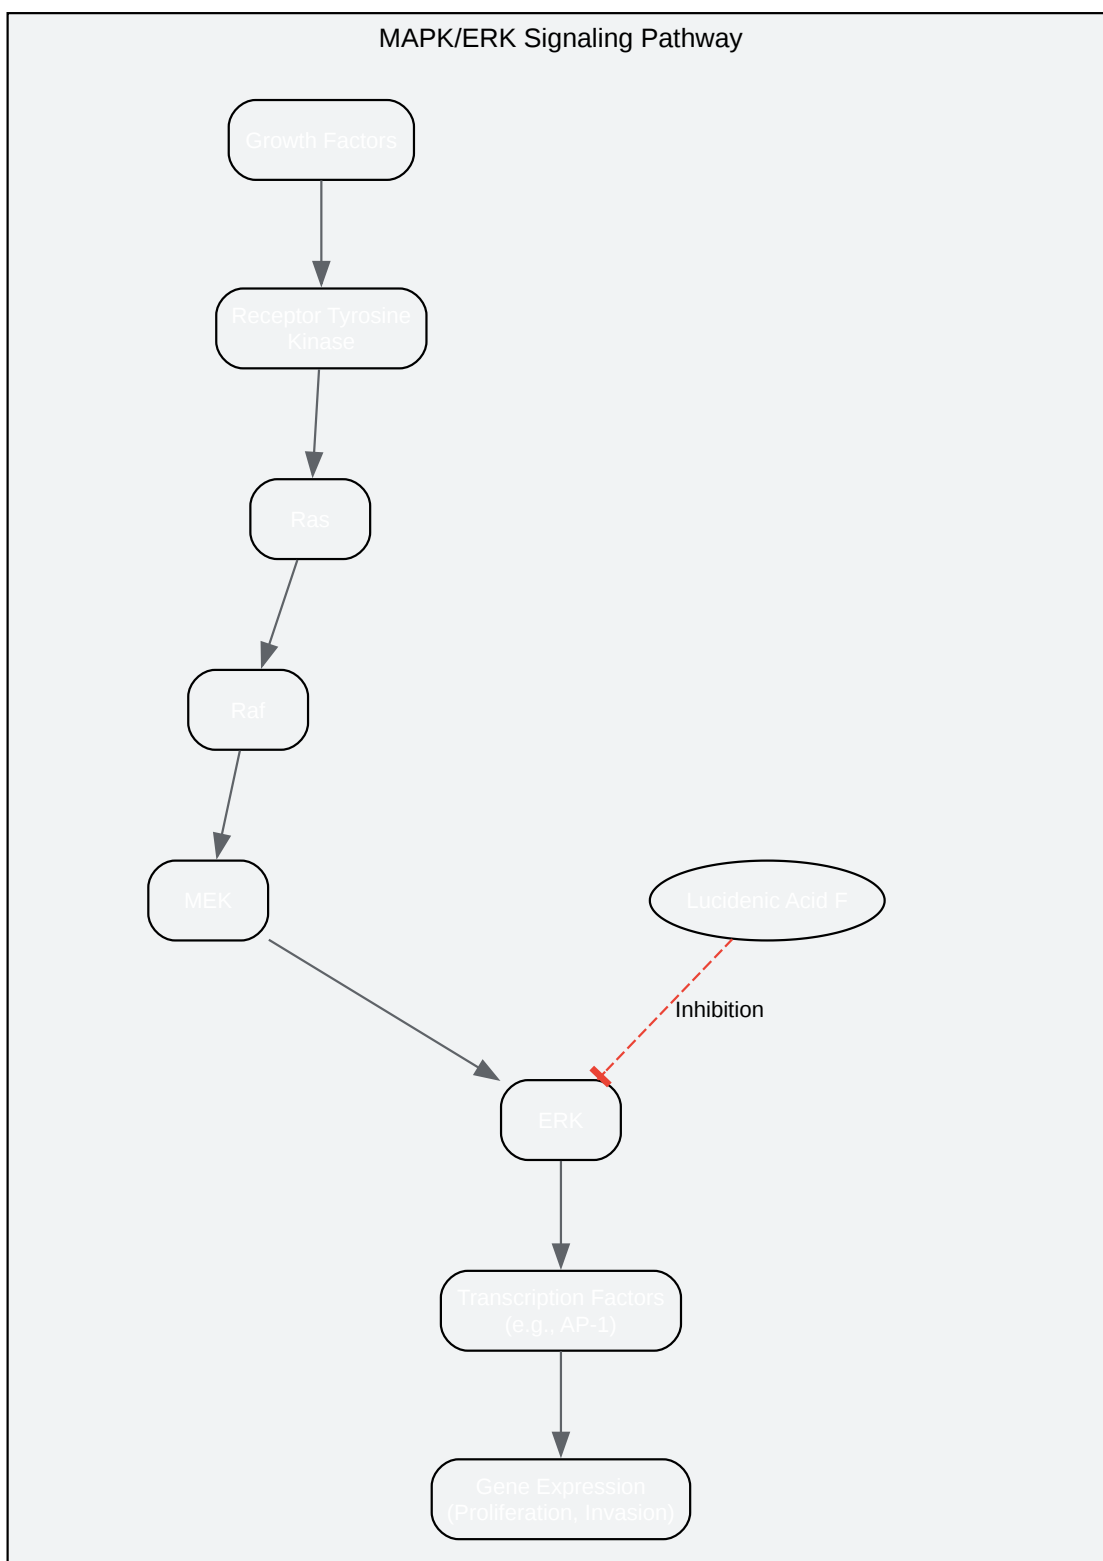 MAPK/ERK Signaling Pathway
Growth Factors
Receptor Tyrosine
Kinase
Ras
Raf
MEK
Lucidenic Acid F
Inhibition
ERK
Transcription Factors
(e.g., AP-1)
Gene Expression
(Proliferation, Invasion)